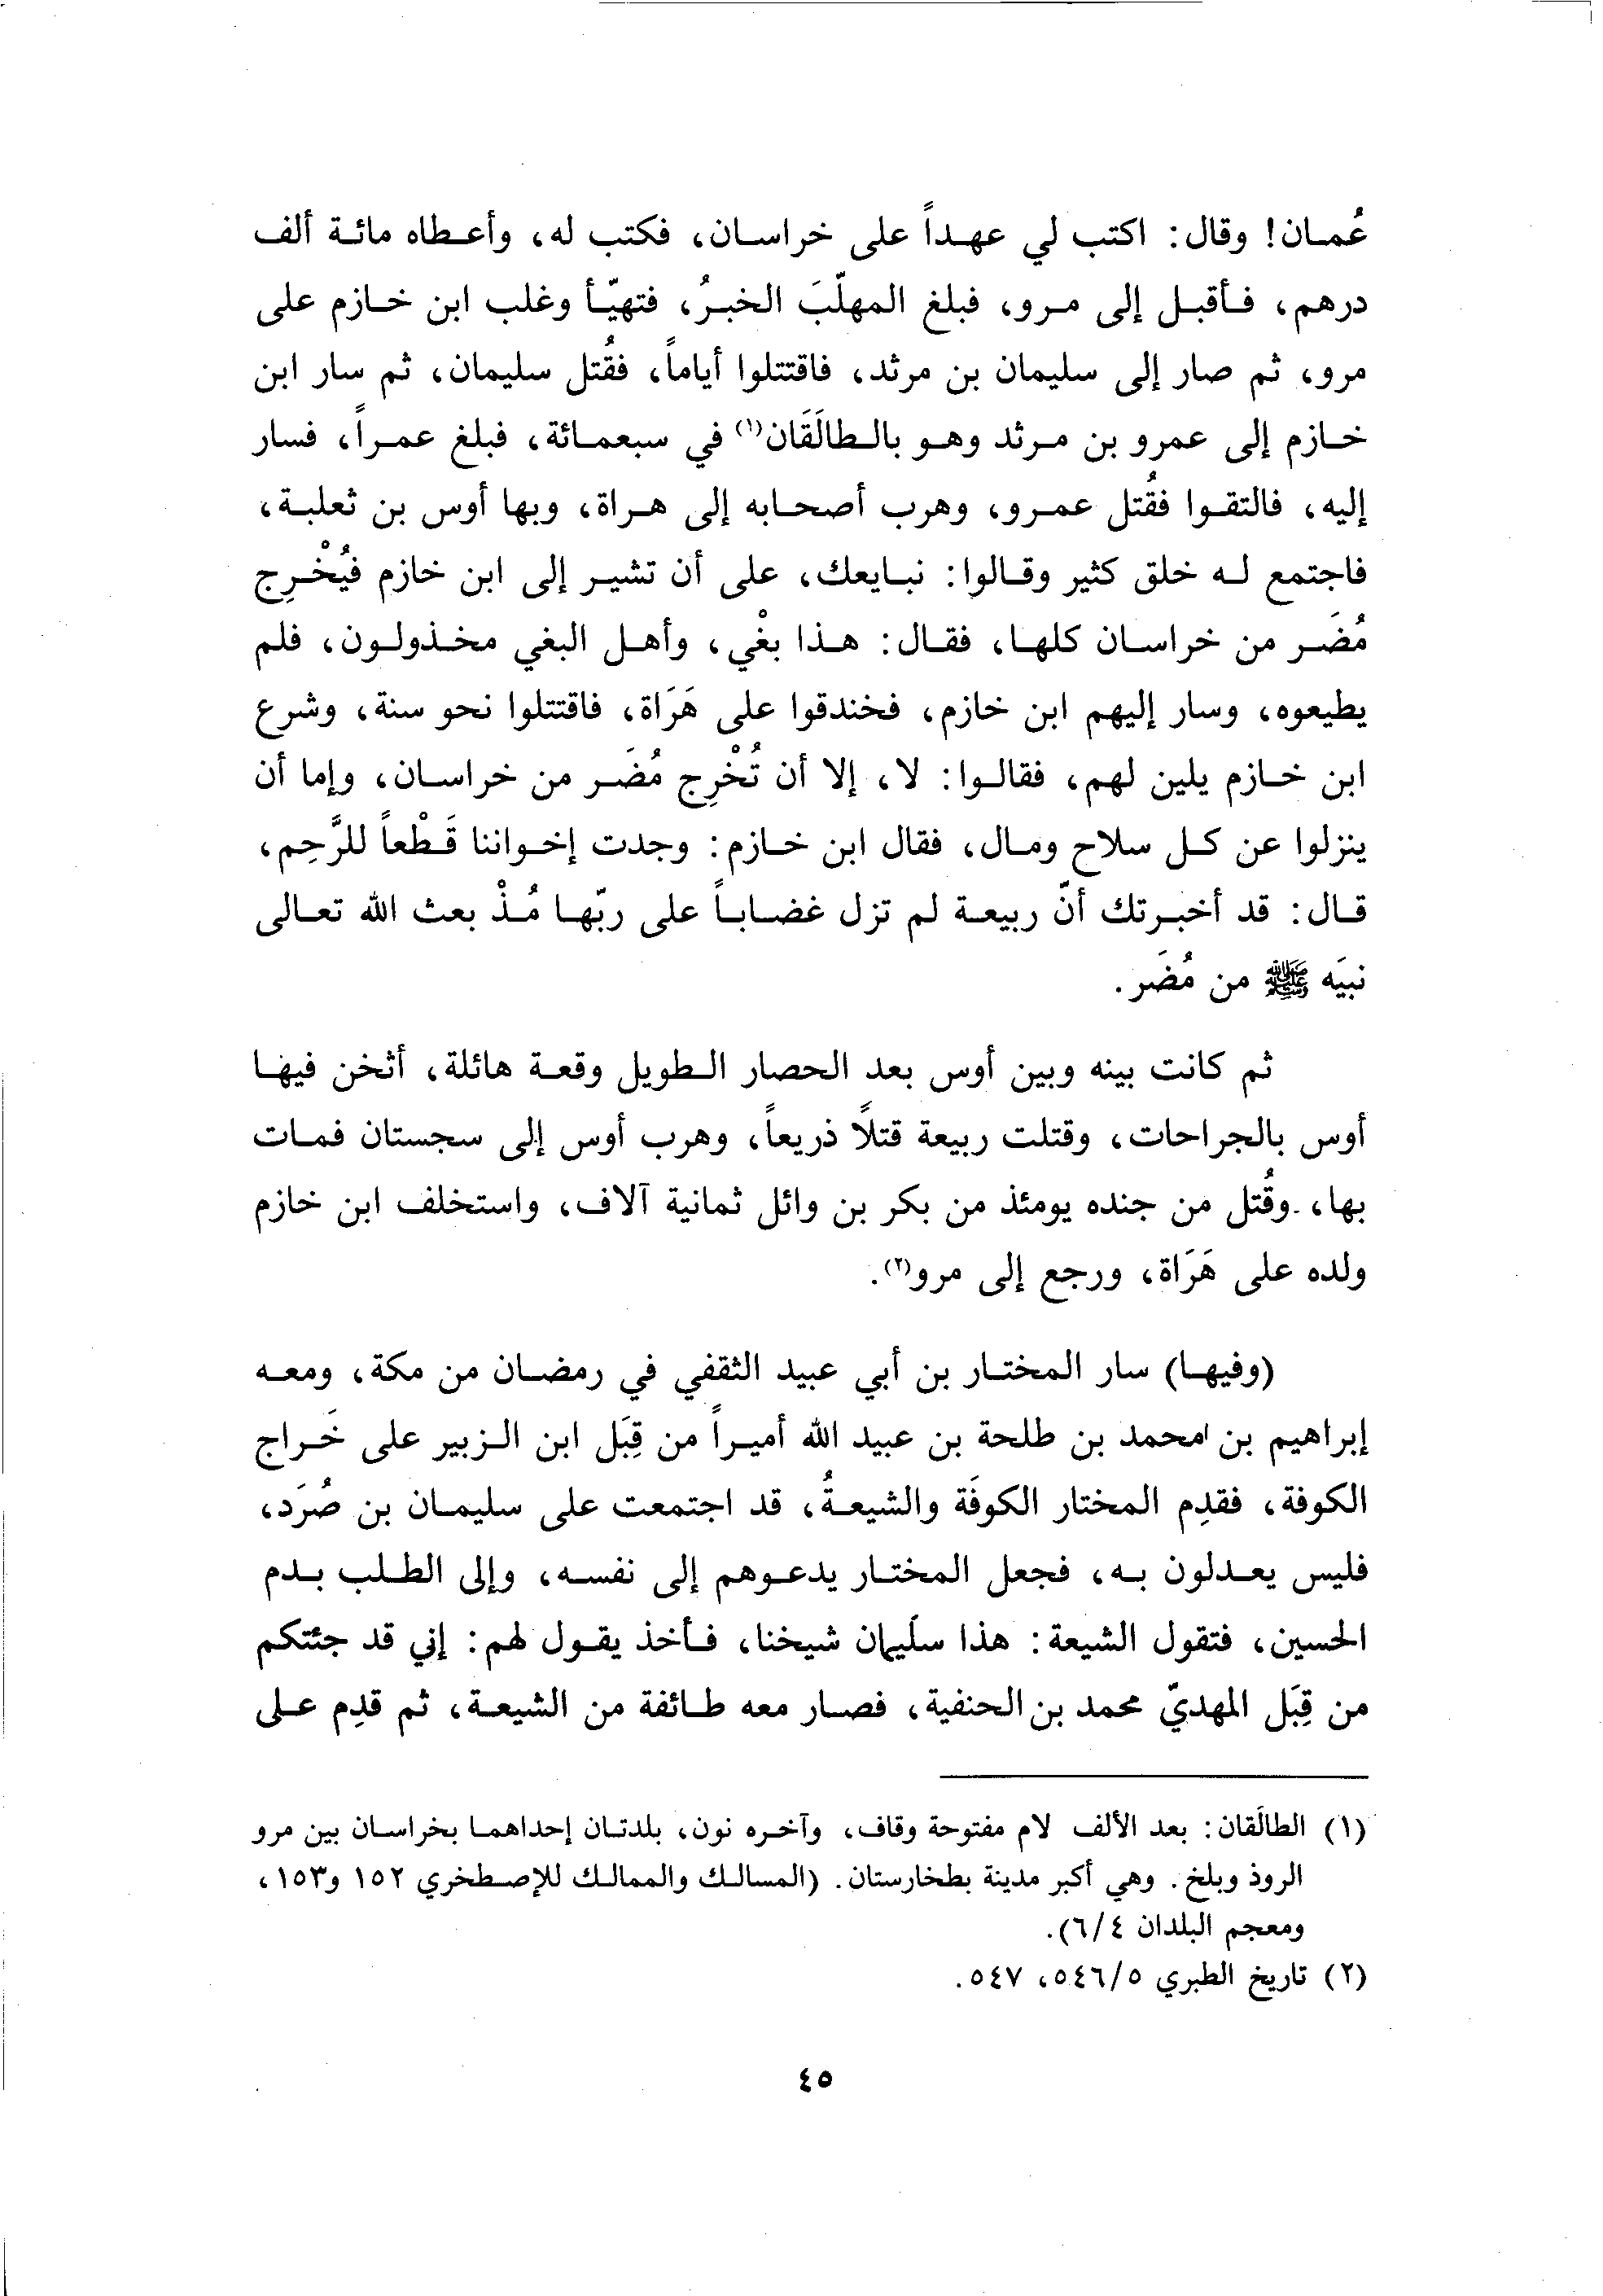 عُمان! وقال: اكتب لي عهداً على خراسان، فكتب له، وأعطاه مائة ألف
درهم، فأقبل إلى مرو، فبلغ المهلّبَ الخبرُ، فتهيّأ وغلب ابن خازم على
مرو، ثم صار إلى سليمان بن مرثد، فاقتتلوا أياماً، فقُتل سليمان، ثم سار ابن
خازم إلى عمرو بن مرثد وهو بالطالَقَان(١) في سبعمائة، فبلغ عمراً، فسار
إليه، فالتقوا فقُتل عمرو، وهرب أصحابه إلى هراة، وبها أوس بن ثعلبة،
فاجتمع له خلق كثير وقالوا: نبايعك، على أن تشير إلى ابن خازم فيُخْرِج
مُضَر من خراسان كلها، فقال: هذا بغْي، وأهل البغي مخذولون، فلم
يطيعوه، وسار إليهم ابن خازم، فخندقوا على هَرَاة، فاقتتلوا نحو سنة، وشرع
ابن خازم يلين لهم، فقالوا: لا، إلا أن تُخْرِج مُضَر من خراسان، وإما أن
ينزلوا عن كل سلاح ومال، فقال ابن خازم: وجدت إخواننا قَطْعاً للرَّحِم،
قال: قد أخبرتك أنّ ربيعة لم تزل غضاباً على ربّها مُذْ بعث الله تعالى
نبيَه ﷺ من مُضَر.
ثم كانت بينه وبين أوس بعد الحصار الطويل وقعة هائلة، أثخن فيها
أوس بالجراحات، وقتلت ربيعة قتلاً ذريعاً، وهرب أوس إلى سجستان فمات
بها، وقُتل من جنده يومئذ من بكر بن وائل ثمانية آلاف، واستخلف ابن خازم
ولده على هَرَاة، ورجع إلى مرو(٢).
(وفيها) سار المختار بن أبي عبيد الثقفي في رمضان من مكة، ومعه
إبراهيم بن محمد بن طلحة بن عبيد الله أميراً من قِبَل ابن الزبير على خَراج
الكوفة، فقدِم المختار الكوفَة والشيعةُ، قد اجتمعت على سليمان بن صُرَد،
فليس يعدلون به، فجعل المختار يدعوهم إلى نفسه، وإلى الطلب بدم
الحسين، فتقول الشيعة: هذا سلَيمان شيخنا، فأخذ يقول لهم: إني قد جئتكم
من قِبَل المهديّ محمد بن الحنفية، فصار معه طائفة من الشيعة، ثم قدِم على
(١) الطالَقان: بعد الألف لام مفتوحة وقاف، وآخره نون، بلدتان إحداهما بخراسان بين مرو
الروذ وبلخ. وهي أكبر مدينة بطخارستان. (المسالك والممالك للإصطخري ١٥٢ و١٥٣،
ومعجم البلدان ٦/٤).
(٢) تاريخ الطبري ٥٤٦/٥، ٥٤٧.
٤٥